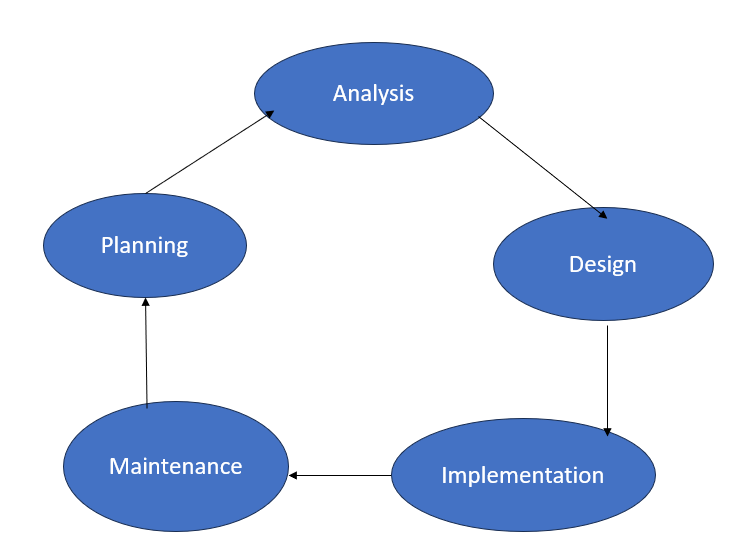 Analysis
Planning
Design
Maintenance
Implementation